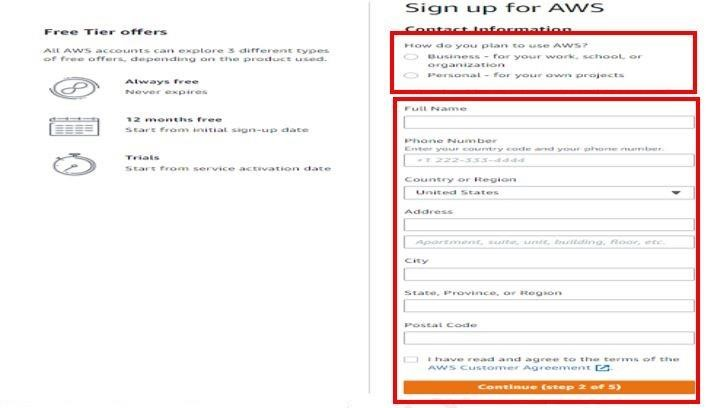 Free Tier offers
All AWS accounts can explore 3 different types
of free offers, depending on the product used.
Always free
Never expires
12 months free
Start from initial sign-up date
Trials
Start from service activation date
Sign up for AWS
Contact Information
How do you plan to use AWS?
Business - for your work, school, or
organization
Personal - for your own projects
Full Name
Phone Number
Enter your country code and your phone number.
+1 222-333-4444
Country or Region
United States
Address
Apartment, suite, unit, building, floor, etc.
City
State, Province, or Region
Postal Code
I have read and agree to the terms of the
AWS Customer Agreement.
Continue (step 2 of 5)